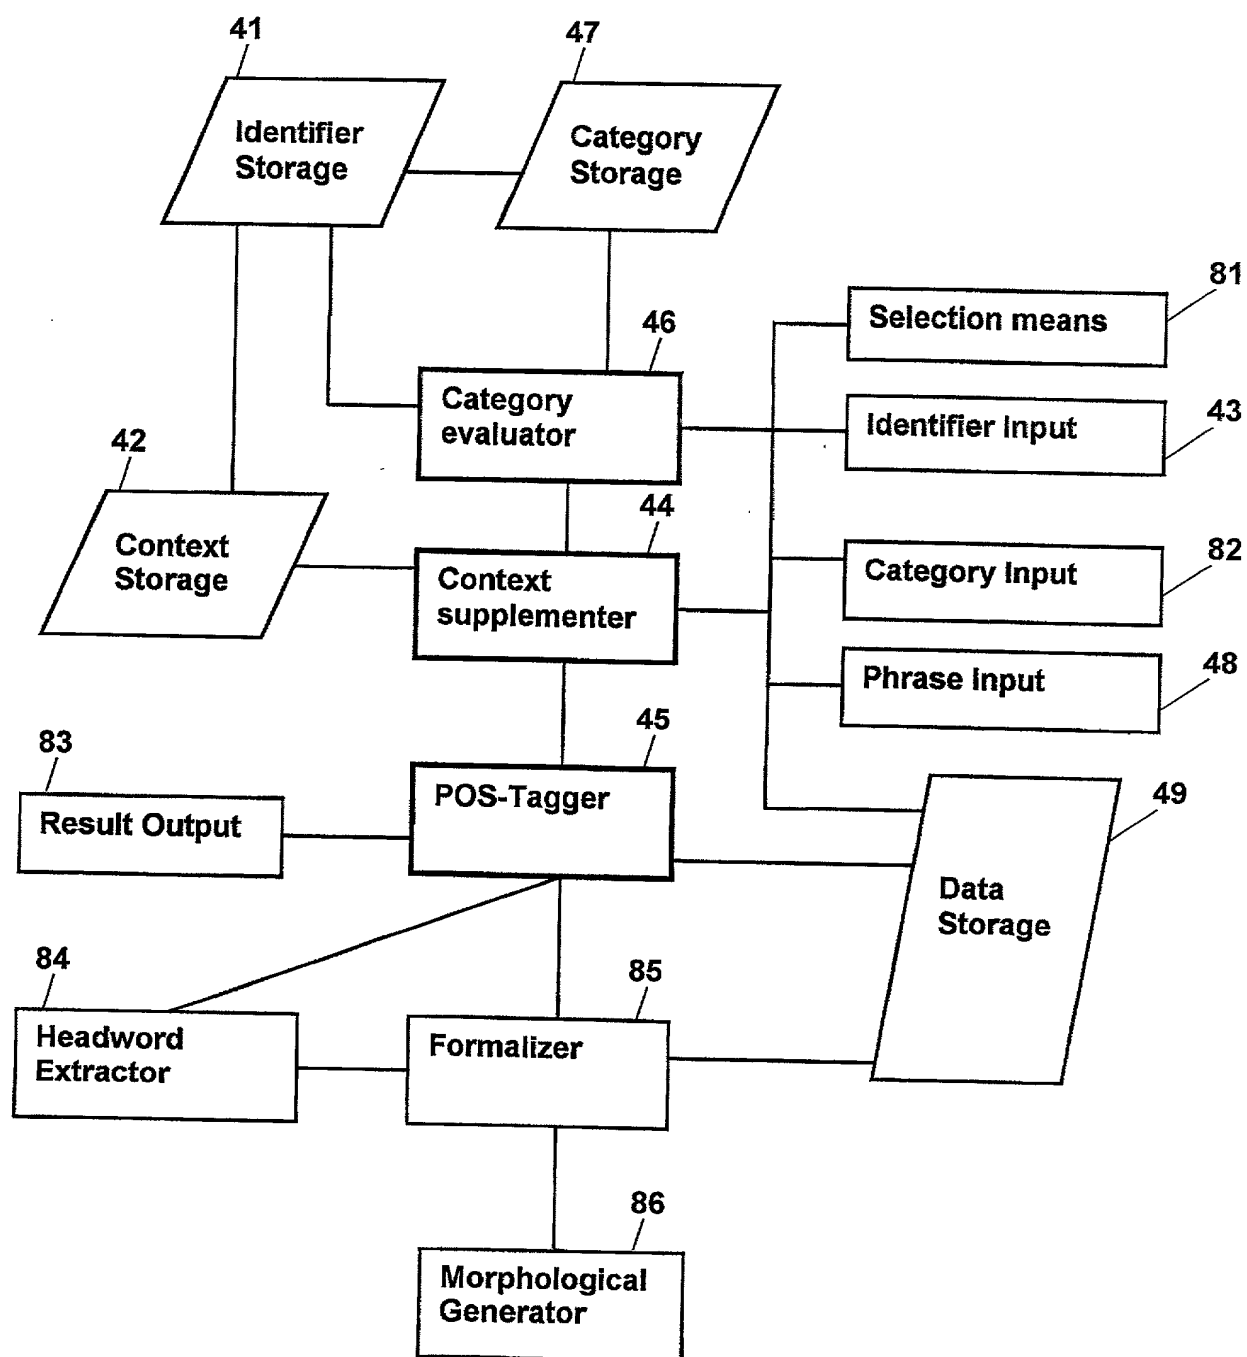 41
47
Identifier
Storage
Category
Storage
81
Selection means
46
Category
evaluator
Identifier Input
43
42
Context
Storage
44
Context
supplementer
Category Input
82
Phrase Input
48
83
Result Output
45
POS-Tagger
49
Data
Storage
84
Headword
Extractor
85
Formalizer
86
Morphological
Generator